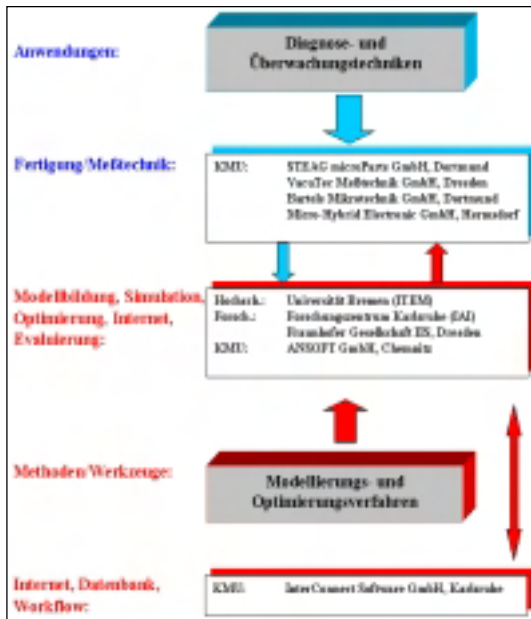 Anwendungen:
Diagnose- und
Überwachungstechniken
Fertigung/Meßtechnik:
KMU: STEAG microParts GmbH, Dortmund
VacuTec Meßtechnik GmbH, Dresden
Bartels Mikrotechnik GmbH, Dortmund
Micro-Hybrid Electronic GmbH, Hermsdorf
Modellbildung, Simulation,
Optimierung, Internet,
Evaluierung:
Hochsch.: Universität Bremen (ITEM)
Forsch.: Forschungszentrum Karlsruhe (IAI)
Fraunhofer Gesellschaft IIS, Dresden
KMU: ANSOFT GmbH, Chemnitz
Methoden/Werkzeuge:
Modellierungs- und
Optimierungsverfahren
Internet, Datenbank,
Workflow:
KMU: InterConnect Software GmbH, Karlsruhe